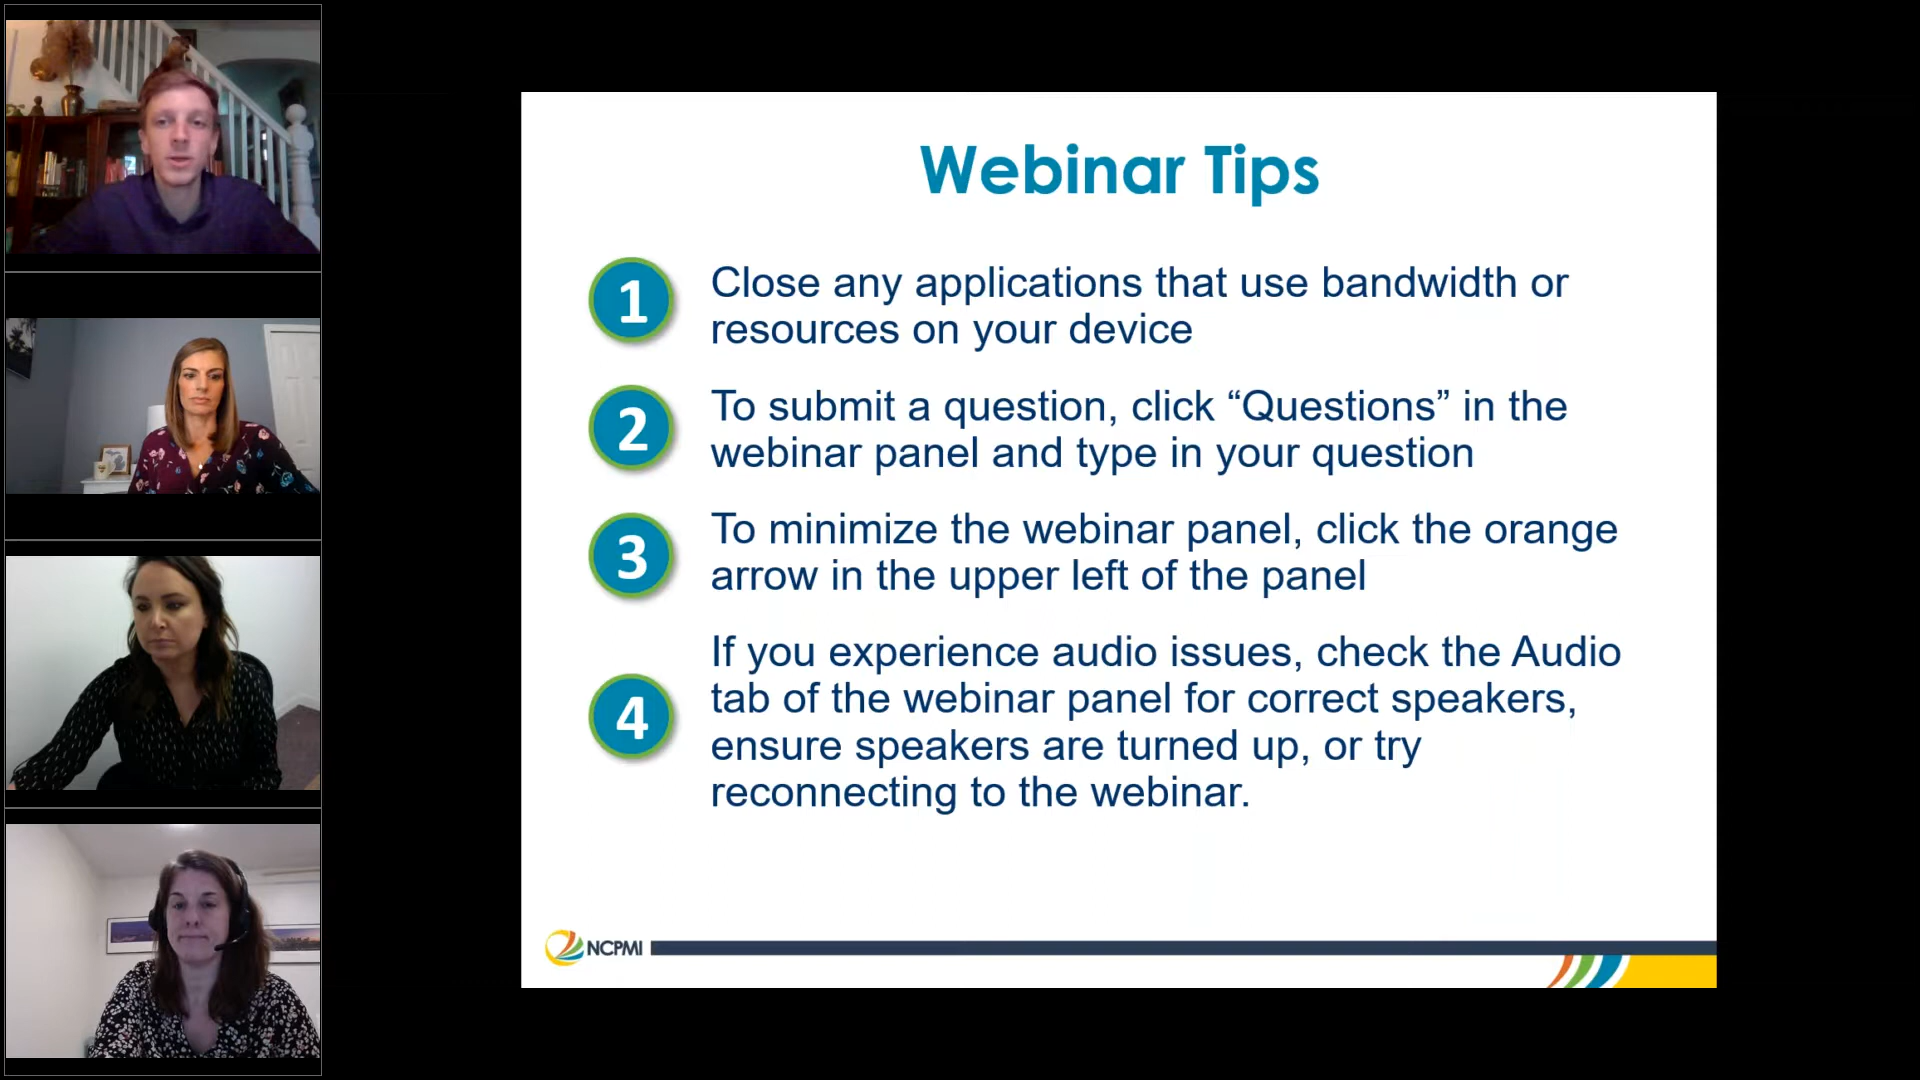 Webinar Tips
1
Close any applications that use bandwidth or
resources on your device
2
To submit a question, click “Questions” in the
webinar panel and type in your question
3
To minimize the webinar panel, click the orange
arrow in the upper left of the panel
4
If you experience audio issues, check the Audio
tab of the webinar panel for correct speakers,
ensure speakers are turned up, or try
reconnecting to the webinar.
NCPMI